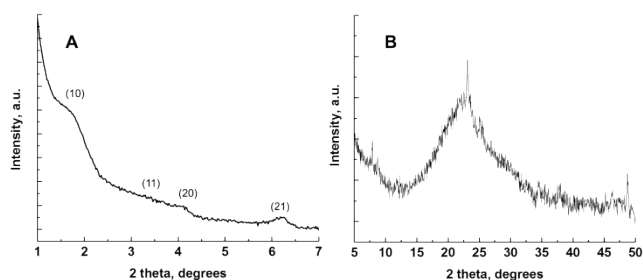 A
(10)
(11)
(20)
(21)
Intensity, a.u.
1 2 3 4 5 6 7
2 theta, degrees
B
Intensity, a.u.
5 10 15 20 25 30 35 40 45 50
2 theta, degrees